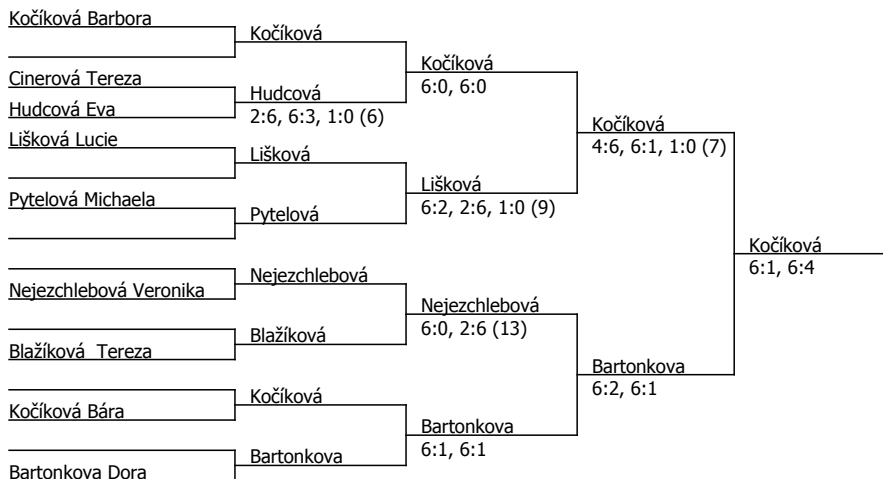 Kočíková Barbora
Cinerová Tereza
Hudcová Eva
Lišková Lucie
Pytelová Michaela
Nejezchlebová Veronika
Blažíková  Tereza
Kočíková Bára
Bartonkova Dora
Kočíková
Hudcová
2:6, 6:3, 1:0 (6)
Lišková
Pytelová
Nejezchlebová
Blažíková
Kočíková
Bartonkova
Kočíková
6:0, 6:0
Lišková
6:2, 2:6, 1:0 (9)
Nejezchlebová
6:0, 2:6 (13)
Bartonkova
6:1, 6:1
Kočíková
4:6, 6:1, 1:0 (7)
Bartonkova
6:2, 6:1
Kočíková
6:1, 6:4